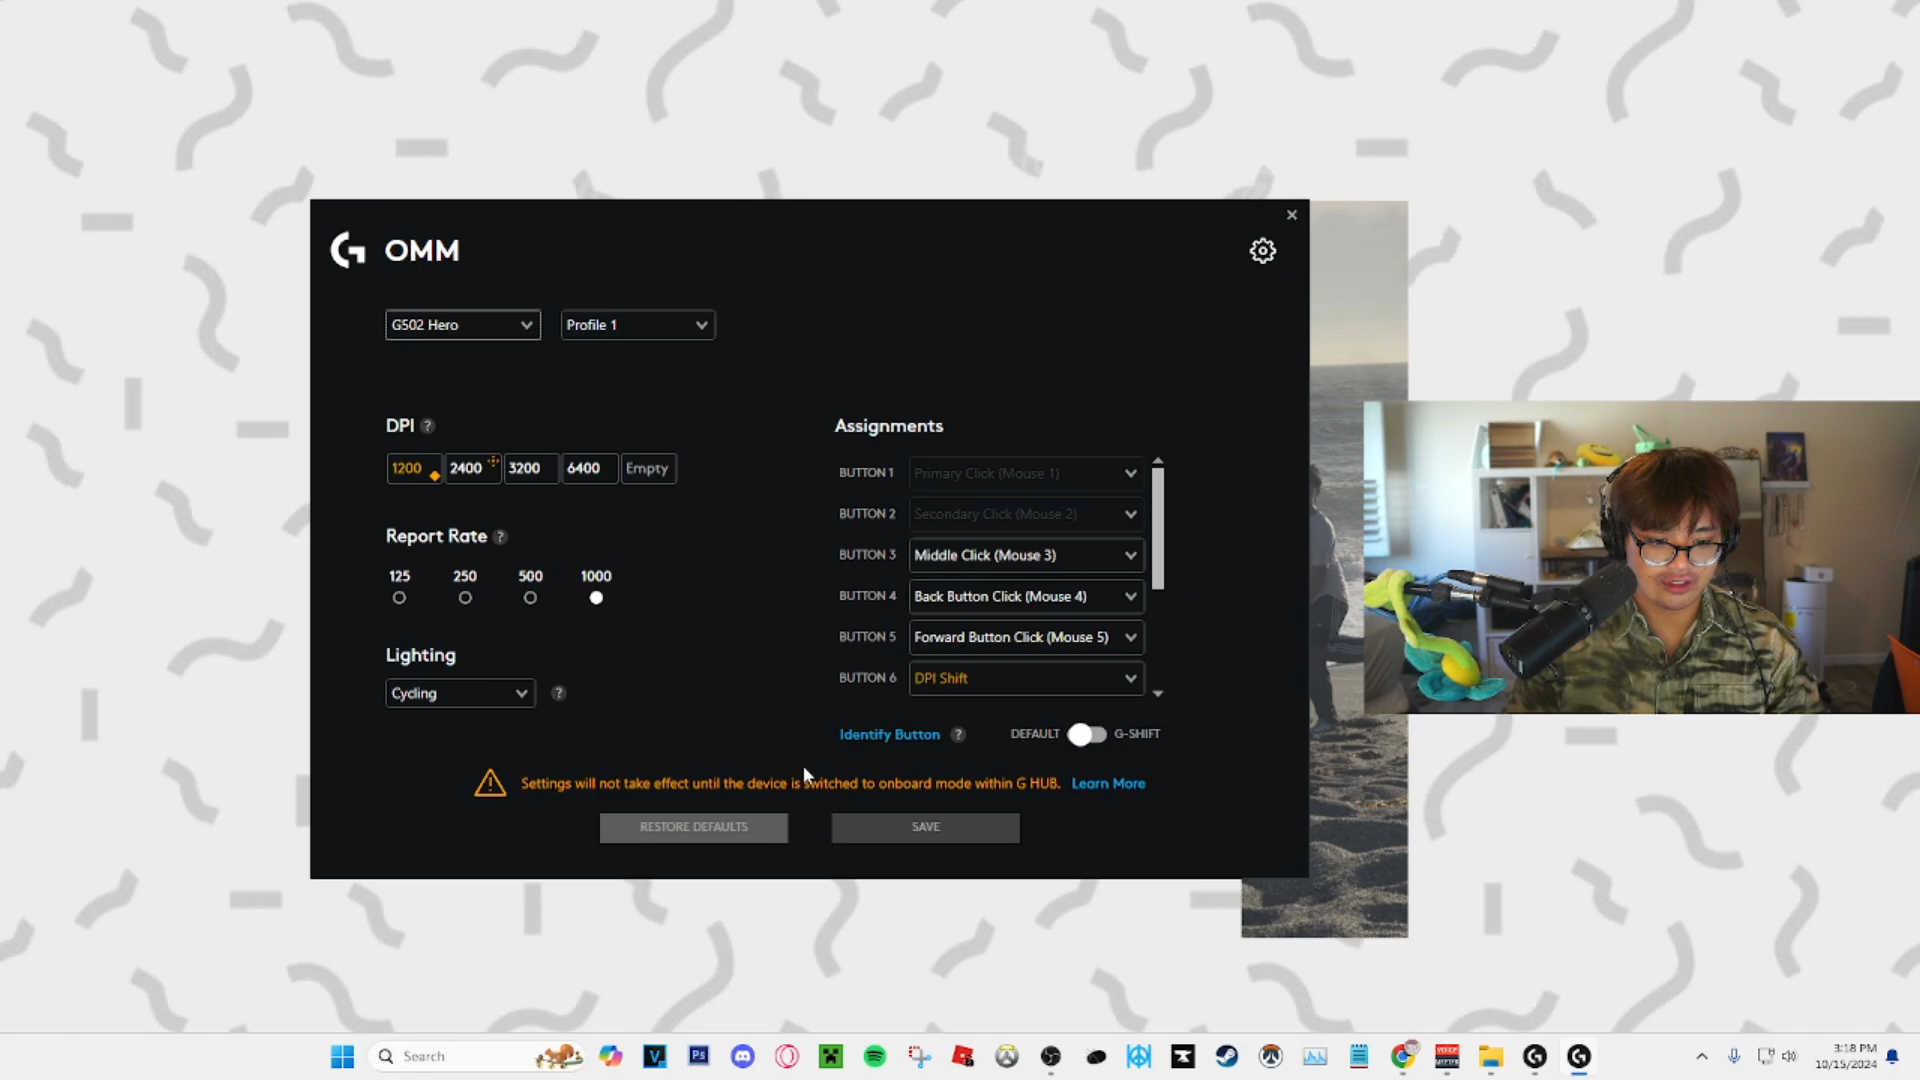 OMM
G502 Hero
Profile 1
DPI ?
1200 2400 3200 6400 Empty
Report Rate ?
125 250 500 1000
Lighting
Cycling ?
Assignments
BUTTON 1 Primary Click (Mouse 1)
BUTTON 2 Secondary Click (Mouse 2)
BUTTON 3 Middle Click (Mouse 3)
BUTTON 4 Back Button Click (Mouse 4)
BUTTON 5 Forward Button Click (Mouse 5)
BUTTON 6 DPI Shift
Identify Button ? DEFAULT G-SHIFT
Settings will not take effect until the device is switched to onboard mode within G HUB. Learn More
RESTORE DEFAULTS SAVE
Search
V
Ps
3:18 PM
10/15/2024